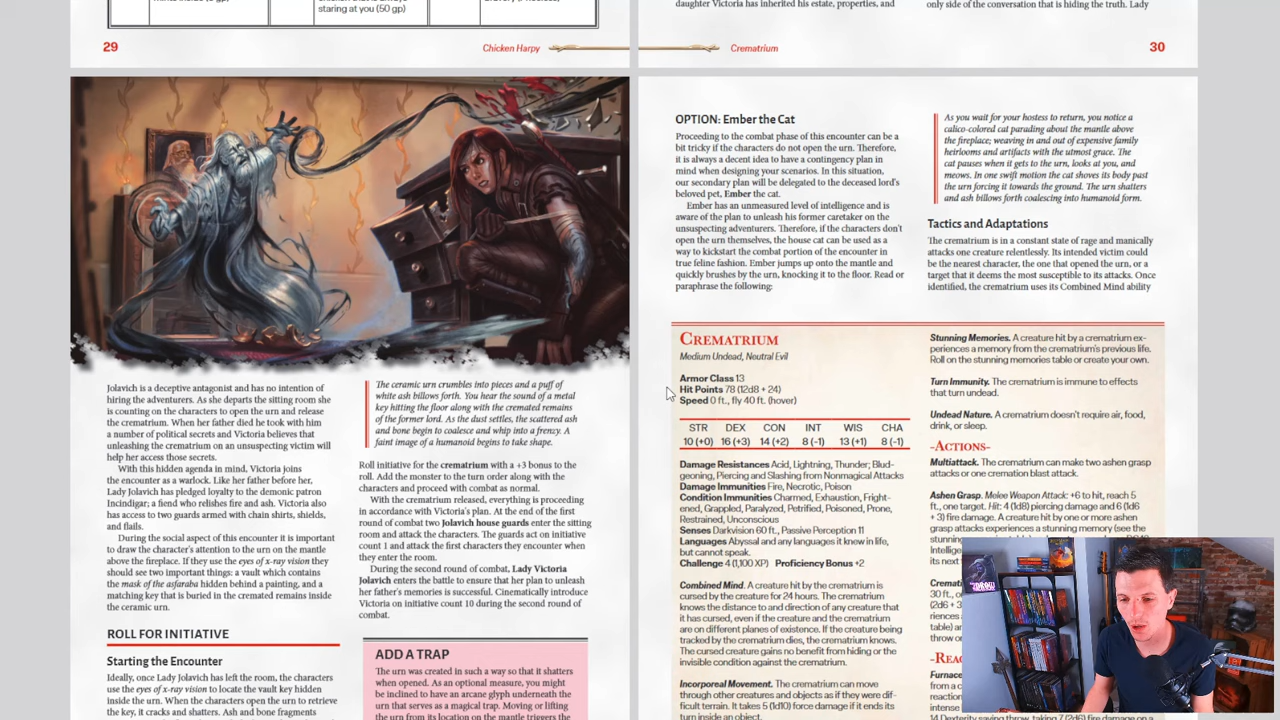 staring at you (50 gp)
daughter Victoria has inherited his estate, properties, and
only side of the conversation that is hiding the truth. Lady
29
Chicken Harpy
Crematrium
30
Jolavich is a deceptive antagonist and has no intention of
hiring the adventurers. As she departs the sitting room she
is counting on the characters to open the urn and release
the crematrium. When her father died he took with him
a number of political secrets and Victoria believes that
unleashing the crematrium on an unsuspecting victim will
help her access those secrets.
With this hidden agenda in mind, Victoria joins
the encounter as a warlock. Like her father before her,
Lady Jolavich has pledged loyalty to the demonic patron
Incindigar; a fiend who relishes fire and ash. Victoria also
has access to two guards armed with chain shirts, shields,
and flails.
During the social aspect of this encounter it is important
to draw the character's attention to the urn on the mantle
above the fireplace. If they use the eyes of x-ray vision they
should see two important things: a vault which contains
the mask of the asfaraba hidden behind a painting, and a
matching key that is buried in the cremated remains inside
the ceramic urn.
ROLL FOR INITIATIVE
Starting the Encounter
Ideally, once Lady Jolavich has left the room, the characters
use the eyes of x-ray vision to locate the vault key hidden
inside the urn. When the characters open the urn to retrieve
the key, it cracks and shatters. Ash and bone fragments
The ceramic urn crumbles into pieces and a puff of
white ash billows forth. You hear the sound of a metal
key hitting the floor along with the cremated remains
of the former lord. As the dust settles, the scattered ash
and bone begin to coalesce and whip into a frenzy. A
faint image of a humanoid begins to take shape.
Roll initiative for the crematrium with a +3 bonus to the
roll. Add the monster to the turn order along with the
characters and proceed with combat as normal.
With the crematrium released, everything is proceeding
in accordance with Victoria's plan. At the end of the first
round of combat two Jolavich house guards enter the sitting
room and attack the characters. The guards act on initiative
count 1 and attack the first characters they encounter when
they enter the room.
During the second round of combat, Lady Victoria
Jolavich enters the battle to ensure that her plan to unleash
her father's memories is successful. Cinematically introduce
Victoria on initiative count 10 during the second round of
combat.
ADD A TRAP
The urn was created in such a way so that it shatters
when opened. As an optional measure, you might
be inclined to have an arcane glyph underneath the
urn that serves as a magical trap. Moving or lifting
the urn from its location on the mantle triggers the
OPTION: Ember the Cat
Proceeding to the combat phase of this encounter can be a
bit tricky if the characters do not open the urn. Therefore,
it is always a decent idea to have a contingency plan in
mind when designing your scenarios. In this situation,
our secondary plan will be delegated to the deceased lord's
beloved pet, Ember the cat.
Ember has an unmeasured level of intelligence and is
aware of the plan to unleash his former caretaker on the
unsuspecting adventurers. Therefore, if the characters don't
open the urn themselves, the house cat can be used as a
way to kickstart the combat portion of the encounter in
true feline fashion. Ember jumps up onto the mantle and
quickly brushes by the urn, knocking it to the floor. Read or
paraphrase the following:
As you wait for your hostess to return, you notice a
calico-colored cat parading about the mantle above
the fireplace; weaving in and out of expensive family
heirlooms and artifacts with the utmost grace. The
cat pauses when it gets to the urn, looks at you, and
meows. In one swift motion the cat shoves its body past
the urn forcing it towards the ground. The urn shatters
and ash billows forth coalescing into humanoid form.
Tactics and Adaptations
The crematrium is in a constant state of rage and manically
attacks one creature relentlessly. Its intended victim could
be the nearest character, the one that opened the urn, or a
target that it deems the most susceptible to its attacks. Once
identified, the crematrium uses its Combined Mind ability
CREMATRIUM
Medium Undead, Neutral Evil
Armor Class 13
Hit Points 78 (12d8 + 24)
Speed 0 ft., fly 40 ft. (hover)
STR DEX CON INT WIS CHA
10 (+0) 16 (+3) 14 (+2) 8 (-1) 13 (+1) 8 (-1)
Damage Resistances Acid, Lightning, Thunder; Blud-
geoning, Piercing and Slashing from Nonmagical Attacks
Damage Immunities Fire, Necrotic, Poison
Condition Immunities Charmed, Exhaustion, Fright-
ened, Grappled, Paralyzed, Petrified, Poisoned, Prone,
Restrained, Unconscious
Senses Darkvision 60 ft., Passive Perception 11
Languages Abyssal and any languages it knew in life,
but cannot speak.
Challenge 4 (1,100 XP) Proficiency Bonus +2
Combined Mind. A creature hit by the crematrium is
cursed by the creature for 24 hours. The crematrium
knows the distance to and direction of any creature that
it has cursed, even if the creature and the crematrium
are on different planes of existence. If the creature being
tracked by the crematrium dies, the crematrium knows.
The cursed creature gains no benefit from hiding or the
invisible condition against the crematrium.
Incorporeal Movement. The crematrium can move
through other creatures and objects as if they were dif-
ficult terrain. It takes 5 (1d10) force damage if it ends its
turn inside an object.
Stunning Memories. A creature hit by a crematrium ex-
periences a memory from the crematrium's previous life.
Roll on the stunning memories table or create your own.
Turn Immunity. The crematrium is immune to effects
that turn undead.
Undead Nature. A crematrium doesn't require air, food,
drink, or sleep.
-ACTIONS-
Multiattack. The crematrium can make two ashen grasp
attacks or one cremation blast attack.
Ashen Grasp. Melee Weapon Attack: +6 to hit, reach 5
ft., one target. Hit: 4 (1d8) piercing damage and 6 (1d6
+ 3) fire damage. A creature hit by one or more ashen
grasp attacks experiences a stunning memory (see the